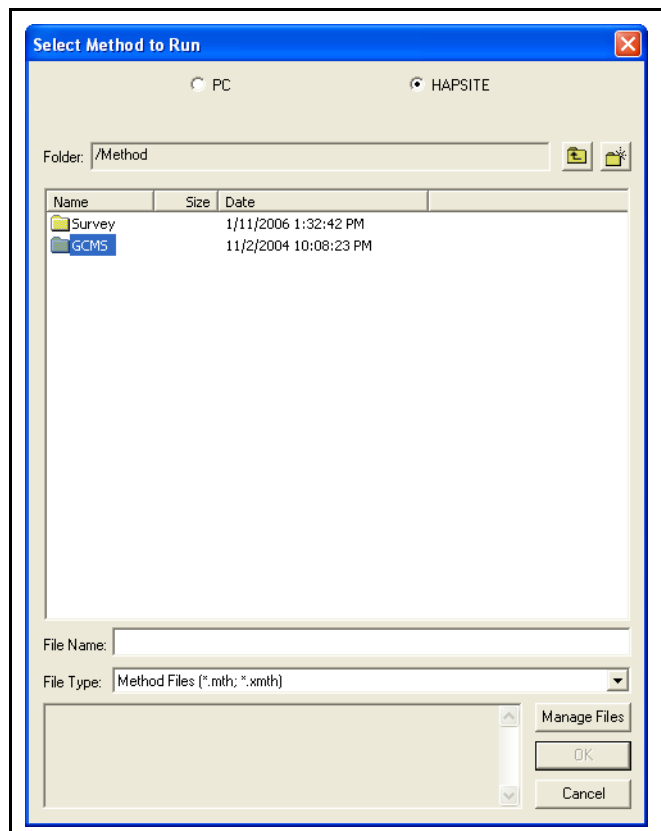 Select Method to Run
PC HAPSITE
Folder: /Method
Name Size Date
Survey 1/11/2006 1:32:42 PM
GCMS 11/2/2004 10:08:23 PM
File Name:
File Type: Method Files (*.mth; *.xmth)
Manage Files
OK
Cancel